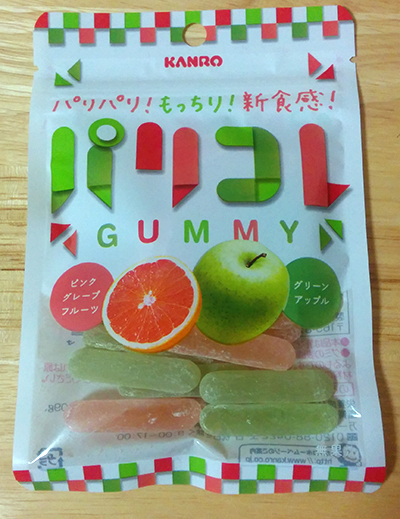 KANRO
パリパリ!もっちり!新食感!
パリコレ
GUMMY
ピンク
グレープ
フルーツ
グリーン
アップル